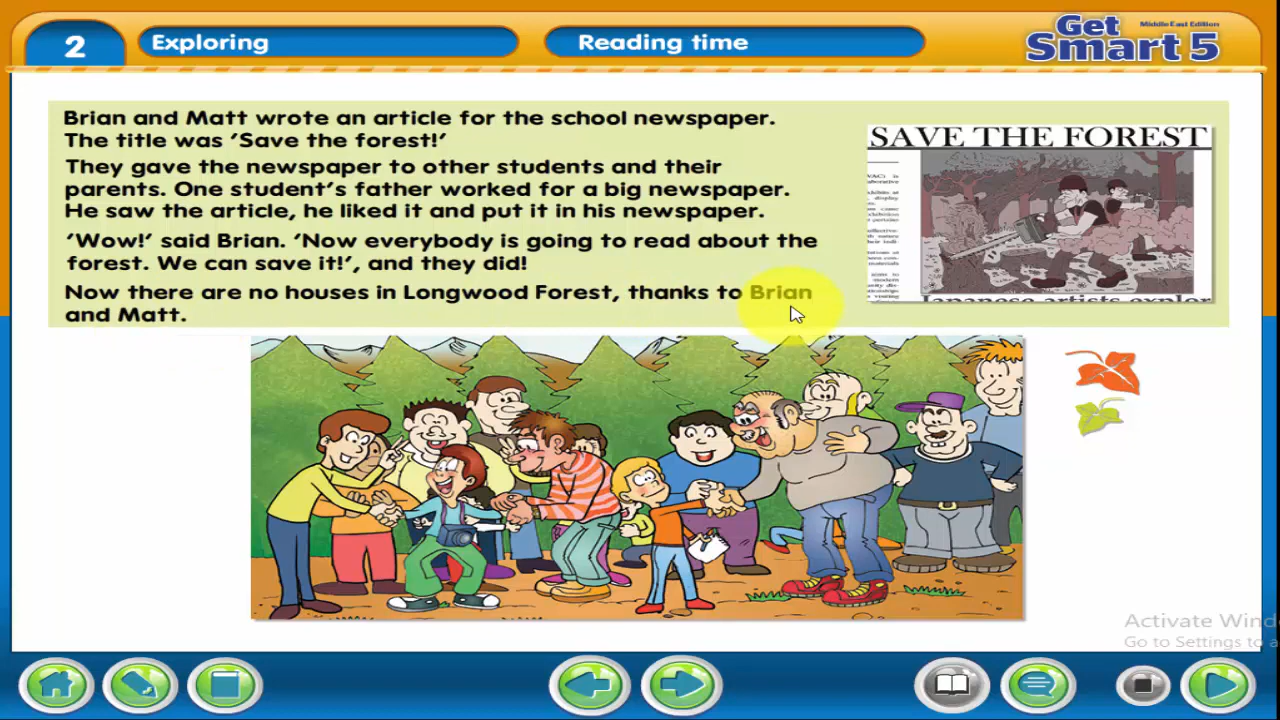 2
Exploring
Reading time
Get
Middle East Edition
Smart 5
Brian and Matt wrote an article for the school newspaper.
The title was ‘Save the forest!’
They gave the newspaper to other students and their
parents. One student’s father worked for a big newspaper.
He saw the article, he liked it and put it in his newspaper.
‘Wow!’ said Brian. ‘Now everybody is going to read about the
forest. We can save it!’, and they did!
Now there are no houses in Longwood Forest, thanks to Brian
and Matt.
SAVE THE FOREST
Japanese artists explor
Activate Wind
Go to Settings to a